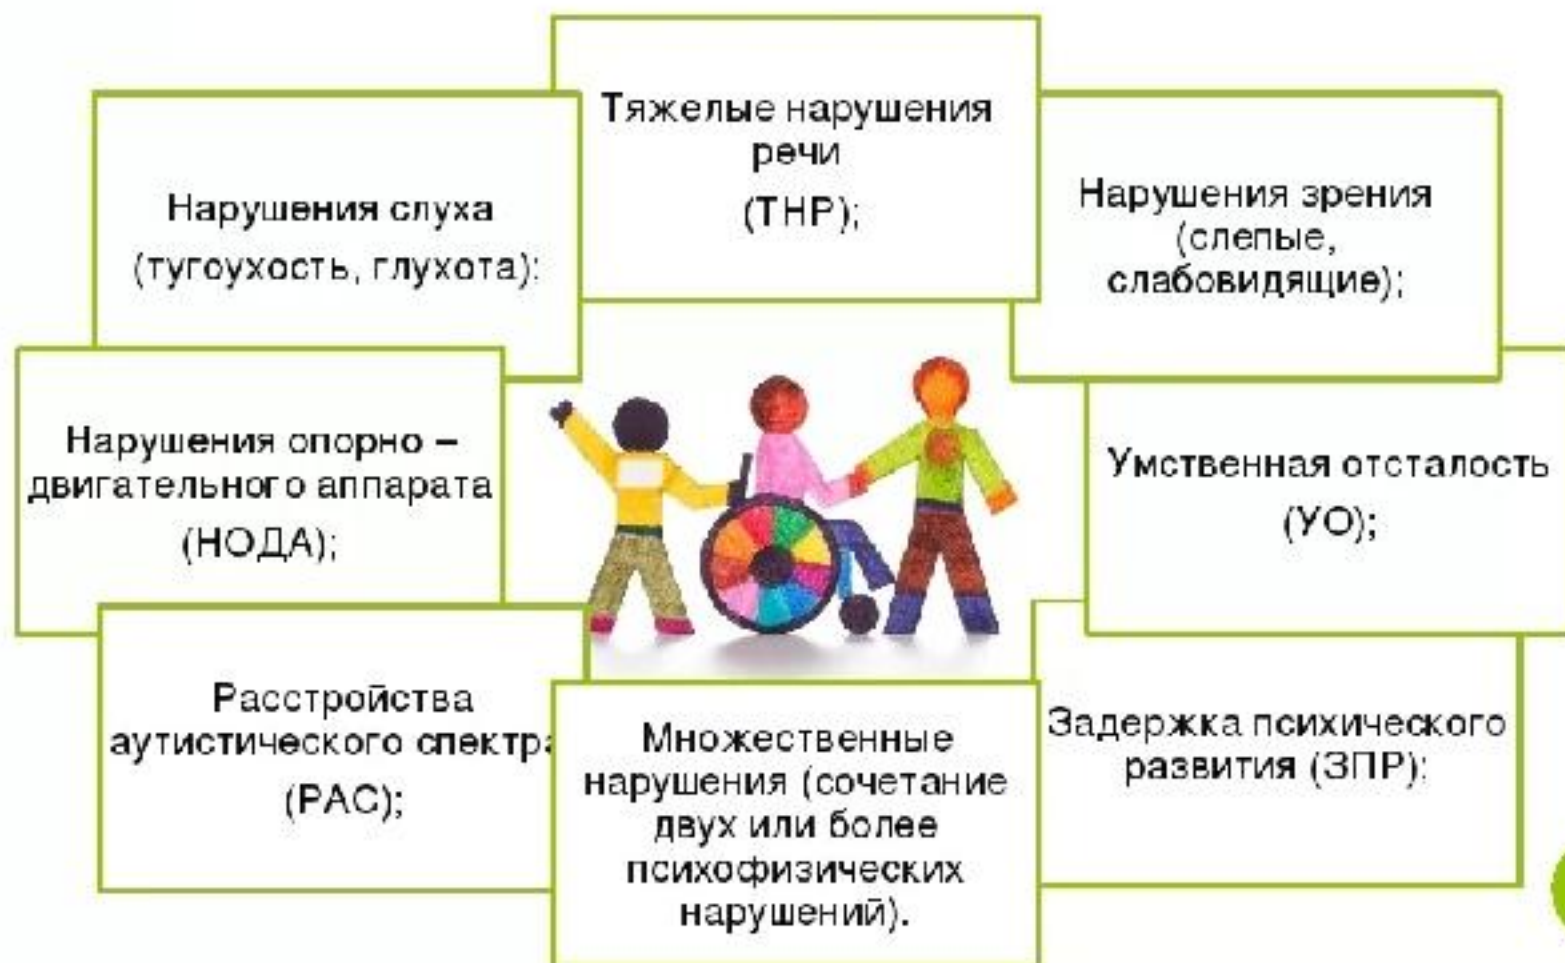 Тяжелые нарушения
речи
(ТНР);
Нарушения зрения
(слепые,
слабовидящие);
Умственная отсталость
(УО);
Задержка психического
развития (ЗПР):
Множественные
нарушения (сочетание
двух или более
психофизических
нарушений).
Расстройства
аутистического спектра
(РАС);
Нарушения опорно –
двигательного аппарата
(НОДА);
Нарушения слуха
(тугоухость, глухота):